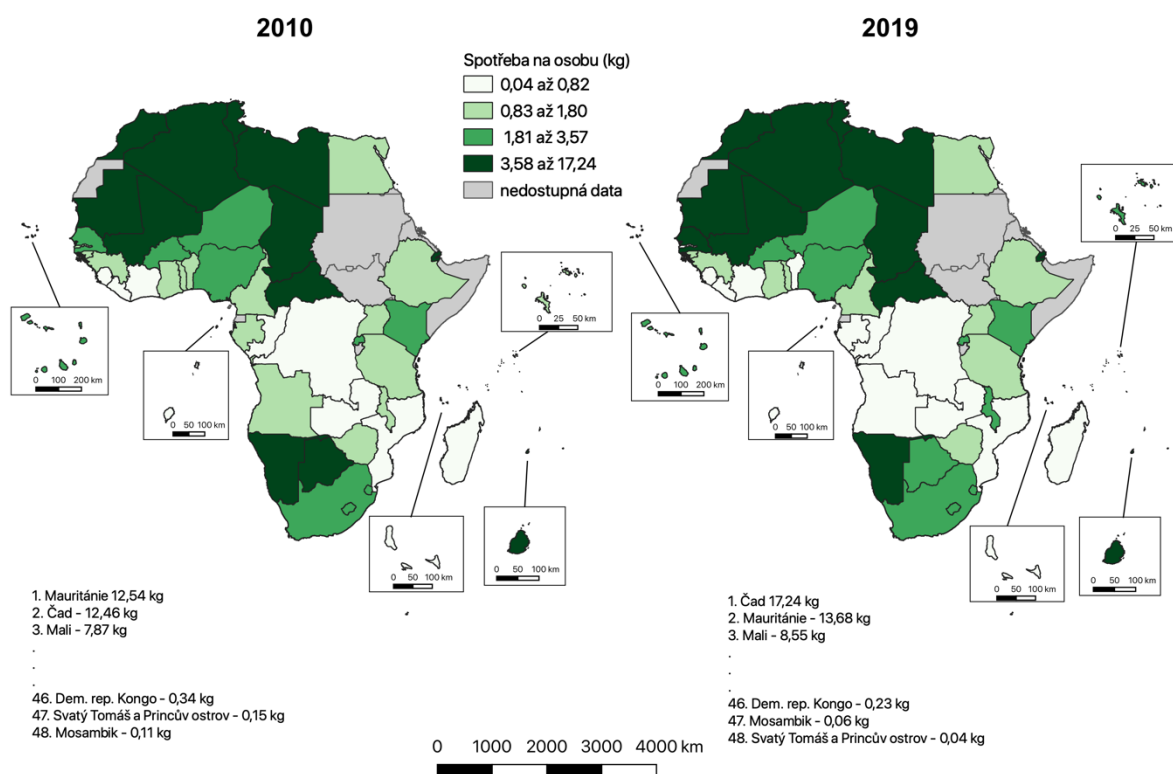 2010
2019
Spotřeba na osobu (kg)
0,04 až 0,82
0,83 až 1,80
1,81 až 3,57
3,58 až 17,24
nedostupná data
0 25 50 km
0 25 50 km
0 100 200 km
0 50 100 km
0 100 200 km
0 50 100 km
0 50 100 km
0 50 100 km
0 50 100 km
0 50 100 km
1. Mauritánie 12,54 kg
2. Čad - 12,46 kg
3. Mali - 7,87 kg
.
.
.
46. Dem. rep. Kongo - 0,34 kg
47. Svatý Tomáš a Princův ostrov - 0,15 kg
48. Mosambik - 0,11 kg
1. Čad 17,24 kg
2. Mauritánie - 13,68 kg
3. Mali - 8,55 kg
.
.
.
46. Dem. rep. Kongo - 0,23 kg
47. Mosambik - 0,06 kg
48. Svatý Tomáš a Princův ostrov - 0,04 kg
0 1000 2000 3000 4000 km